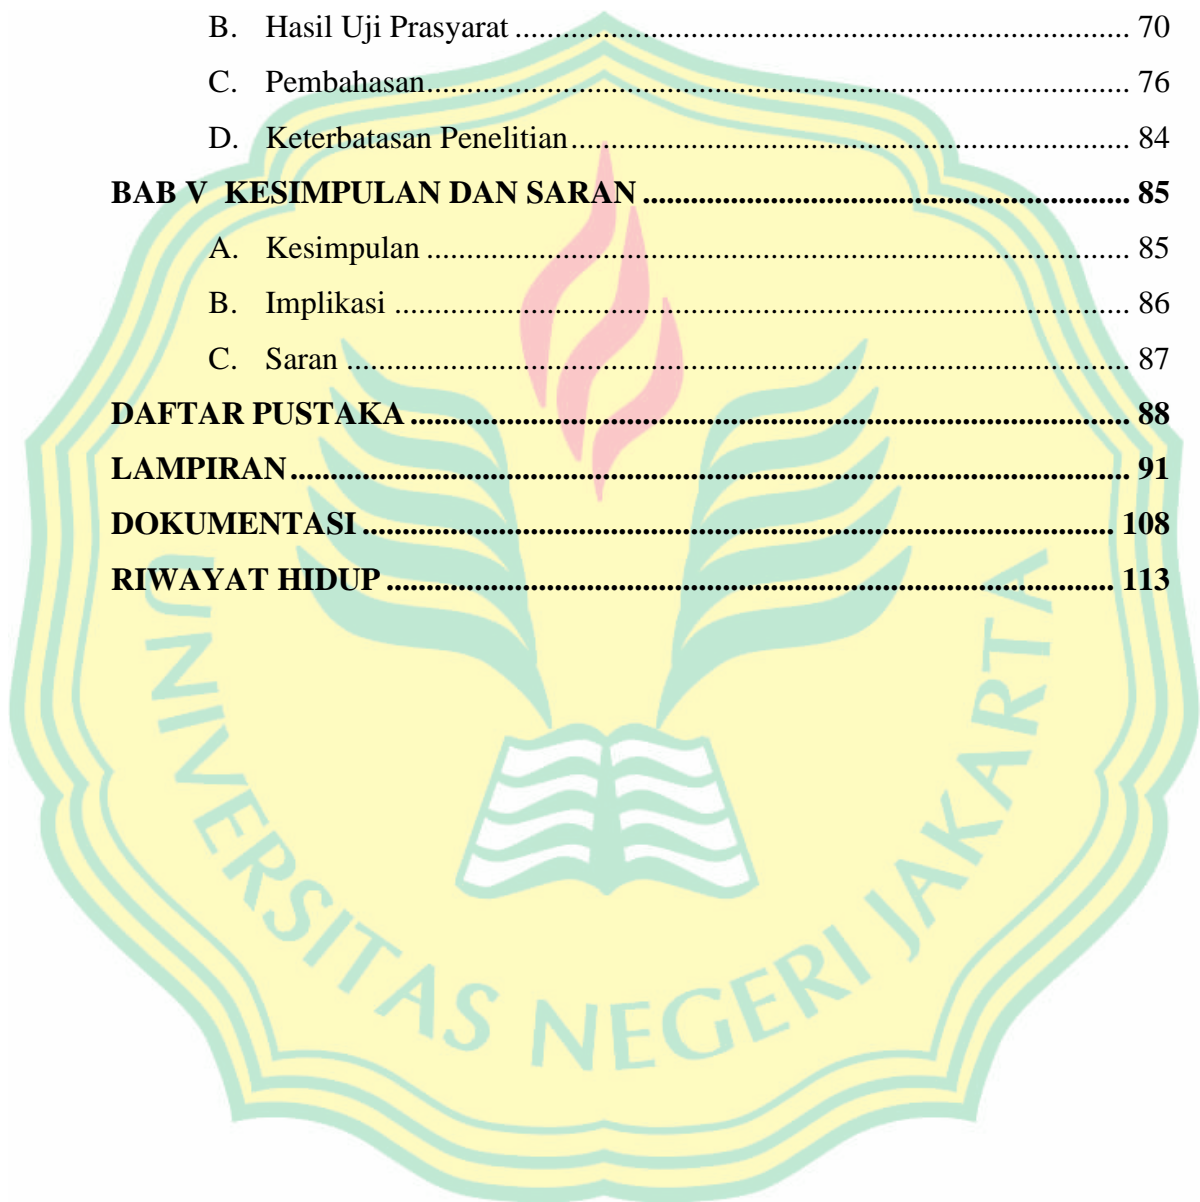 B. Hasil Uji Prasyarat ............................................................................. 70
C. Pembahasan........................................................................................ 76
D. Keterbatasan Penelitian...................................................................... 84
BAB V KESIMPULAN DAN SARAN ............................................................. 85
A. Kesimpulan ........................................................................................ 85
B. Implikasi ............................................................................................ 86
C. Saran .................................................................................................. 87
DAFTAR PUSTAKA .......................................................................................... 88
LAMPIRAN......................................................................................................... 91
DOKUMENTASI .............................................................................................. 108
RIWAYAT HIDUP ........................................................................................... 113
UNIVERSITAS NEGERI JAKARTA